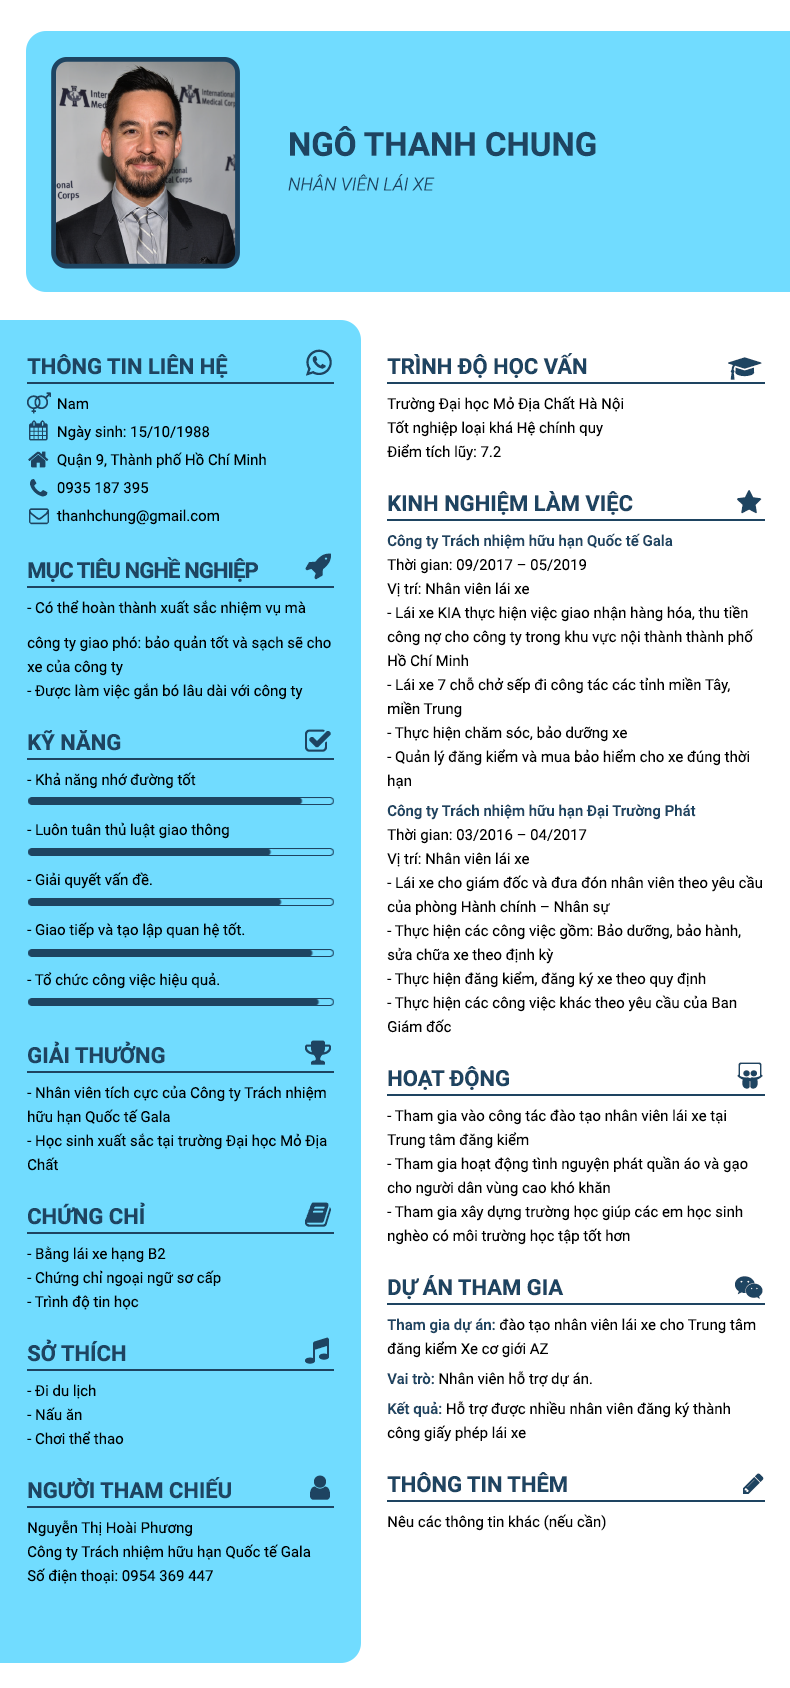 International
Medical Corps
NGÔ THANH CHUNG
NHÂN VIÊN LÁI XE
THÔNG TIN LIÊN HỆ
Nam
Ngày sinh: 15/10/1988
Quận 9, Thành phố Hồ Chí Minh
0935 187 395
thanhchung@gmail.com
MỤC TIÊU NGHỀ NGHIỆP
- Có thể hoàn thành xuất sắc nhiệm vụ mà
công ty giao phó: bảo quản tốt và sạch sẽ cho
xe của công ty
- Được làm việc gắn bó lâu dài với công ty
KỸ NĂNG
- Khả năng nhớ đường tốt
- Luôn tuân thủ luật giao thông
- Giải quyết vấn đề.
- Giao tiếp và tạo lập quan hệ tốt.
- Tổ chức công việc hiệu quả.
GIẢI THƯỞNG
- Nhân viên tích cực của Công ty Trách nhiệm
hữu hạn Quốc tế Gala
- Học sinh xuất sắc tại trường Đại học Mỏ Địa
Chất
CHỨNG CHỈ
- Bằng lái xe hạng B2
- Chứng chỉ ngoại ngữ sơ cấp
- Trình độ tin học
SỞ THÍCH
- Đi du lịch
- Nấu ăn
- Chơi thể thao
NGƯỜI THAM CHIẾU
Nguyễn Thị Hoài Phương
Công ty Trách nhiệm hữu hạn Quốc tế Gala
Số điện thoại: 0954 369 447
TRÌNH ĐỘ HỌC VẤN
Trường Đại học Mỏ Địa Chất Hà Nội
Tốt nghiệp loại khá Hệ chính quy
Điểm tích lũy: 7.2
KINH NGHIỆM LÀM VIỆC
Công ty Trách nhiệm hữu hạn Quốc tế Gala
Thời gian: 09/2017 – 05/2019
Vị trí: Nhân viên lái xe
- Lái xe KIA thực hiện việc giao nhận hàng hóa, thu tiền
công nợ cho công ty trong khu vực nội thành thành phố
Hồ Chí Minh
- Lái xe 7 chỗ chở sếp đi công tác các tỉnh miền Tây,
miền Trung
- Thực hiện chăm sóc, bảo dưỡng xe
- Quản lý đăng kiểm và mua bảo hiểm cho xe đúng thời
hạn
Công ty Trách nhiệm hữu hạn Đại Trường Phát
Thời gian: 03/2016 – 04/2017
Vị trí: Nhân viên lái xe
- Lái xe cho giám đốc và đưa đón nhân viên theo yêu cầu
của phòng Hành chính – Nhân sự
- Thực hiện các công việc gồm: Bảo dưỡng, bảo hành,
sửa chữa xe theo định kỳ
- Thực hiện đăng kiểm, đăng ký xe theo quy định
- Thực hiện các công việc khác theo yêu cầu của Ban
Giám đốc
HOẠT ĐỘNG
- Tham gia vào công tác đào tạo nhân viên lái xe tại
Trung tâm đăng kiểm
- Tham gia hoạt động tình nguyện phát quần áo và gạo
cho người dân vùng cao khó khăn
- Tham gia xây dựng trường học giúp các em học sinh
nghèo có môi trường học tập tốt hơn
DỰ ÁN THAM GIA
Tham gia dự án: đào tạo nhân viên lái xe cho Trung tâm
đăng kiểm Xe cơ giới AZ
Vai trò: Nhân viên hỗ trợ dự án.
Kết quả: Hỗ trợ được nhiều nhân viên đăng ký thành
công giấy phép lái xe
THÔNG TIN THÊM
Nêu các thông tin khác (nếu cần)